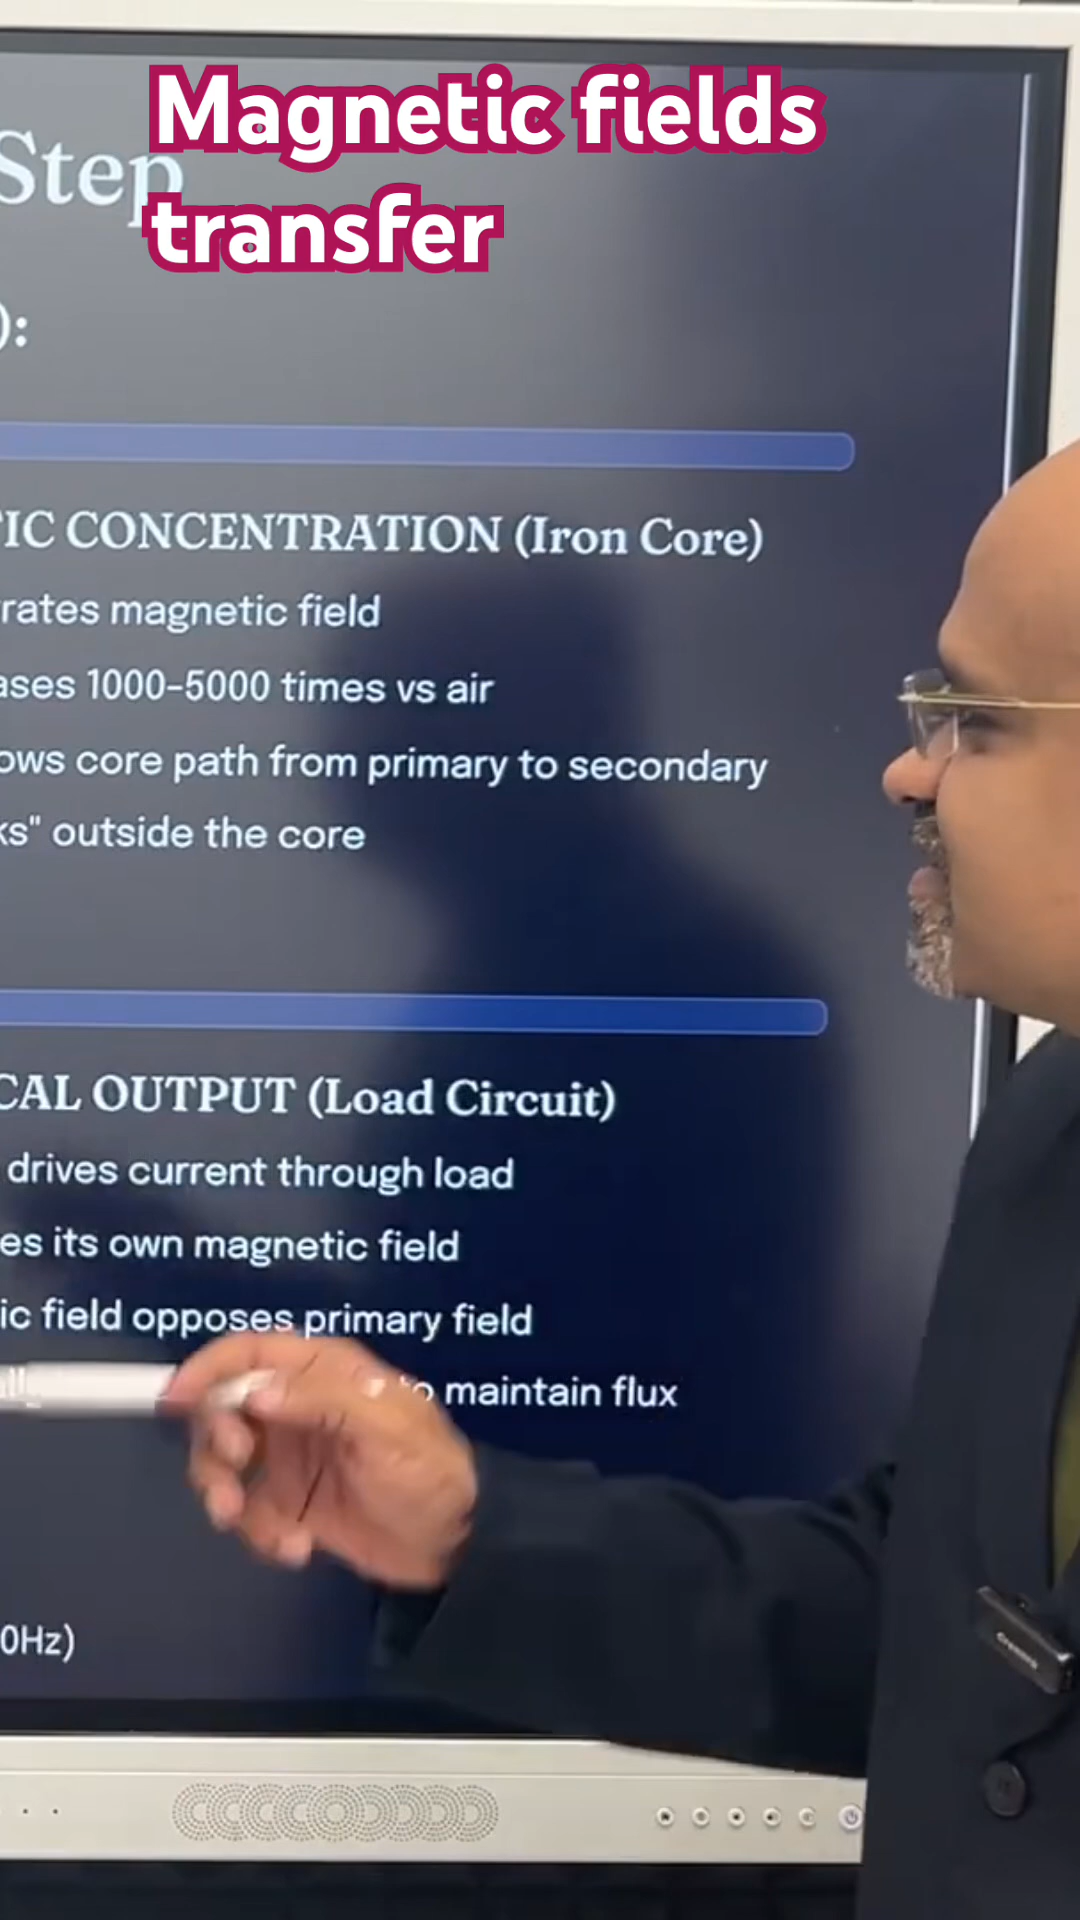 Magnetic fields
transfer
Step
):
IC CONCENTRATION (Iron Core)
rates magnetic field
ases 1000-5000 times vs air
ows core path from primary to secondary
ks" outside the core
CAL OUTPUT (Load Circuit)
drives current through load
es its own magnetic field
ic field opposes primary field
to maintain flux
0Hz)